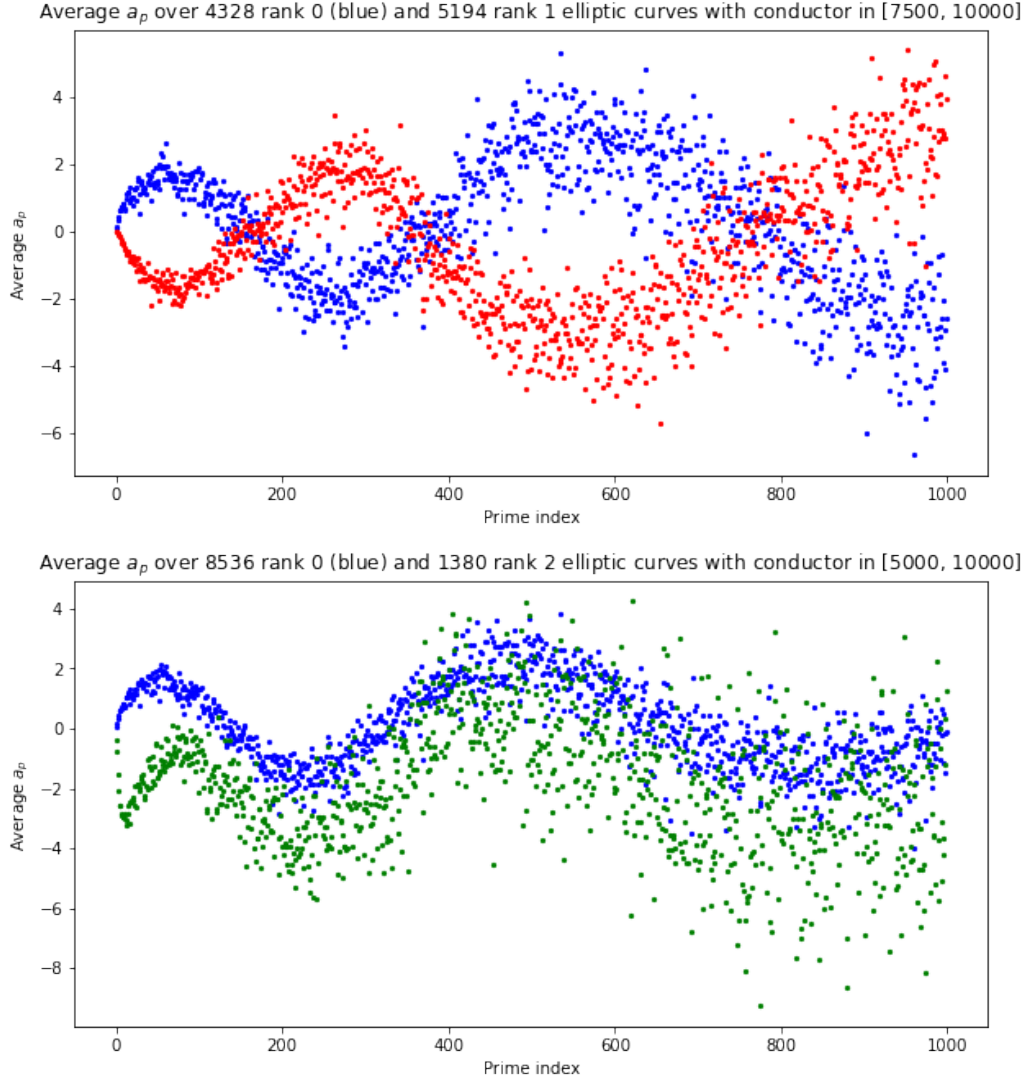 Average a_p over 4328 rank 0 (blue) and 5194 rank 1 elliptic curves with conductor in [7500, 10000]
4
2
0
−2
−4
−6
Average a_p
0 200 400 600 800 1000
Prime index
Average a_p over 8536 rank 0 (blue) and 1380 rank 2 elliptic curves with conductor in [5000, 10000]
4
2
0
−2
−4
−6
−8
Average a_p
0 200 400 600 800 1000
Prime index